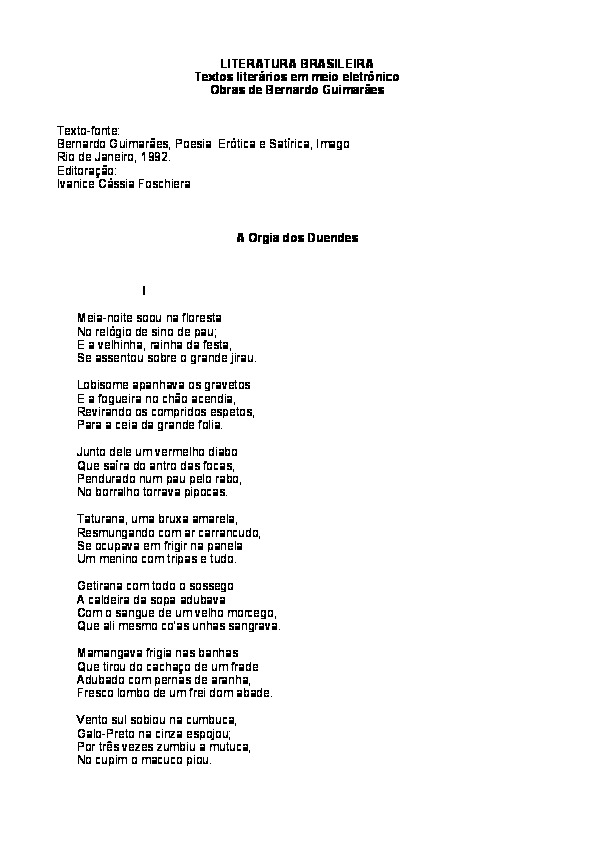 LITERATURA BRASILEIRA
Textos literários em meio eletrônico
Obras de Bernardo Guimarães
Texto-fonte:
Bernardo Guimarães, Poesia Erótica e Satírica, Imago
Rio de Janeiro, 1992.
Editoração:
Ivanice Cássia Foschiera
A Orgia dos Duendes
I
Meia-noite soou na floresta
No relógio de sino de pau;
E a velhinha, rainha da festa,
Se assentou sobre o grande jirau.
Lobisome apanhava os gravetos
E a fogueira no chão acendia,
Revirando os compridos espetos,
Para a ceia da grande folia.
Junto dele um vermelho diabo
Que saíra do antro das focas,
Pendurado num pau pelo rabo,
No borralho torrava pipocas.
Taturana, uma bruxa amarela,
Resmungando com ar carrancudo,
Se ocupava em frigir na panela
Um menino com tripas e tudo.
Getirana com todo o sossego
A caldeira da sopa adubava
Com o sangue de um velho morcego,
Que ali mesmo co'as unhas sangrava.
Mamangava frigia nas banhas
Que tirou do cachaço de um frade
Adubado com pernas de aranha,
Fresco lombo de um frei dom abade.
Vento sul sobiou na cumbuca,
Galo-Preto na cinza espojou;
Por três vezes zumbiu a mutuca,
No cupim o macuco piou.